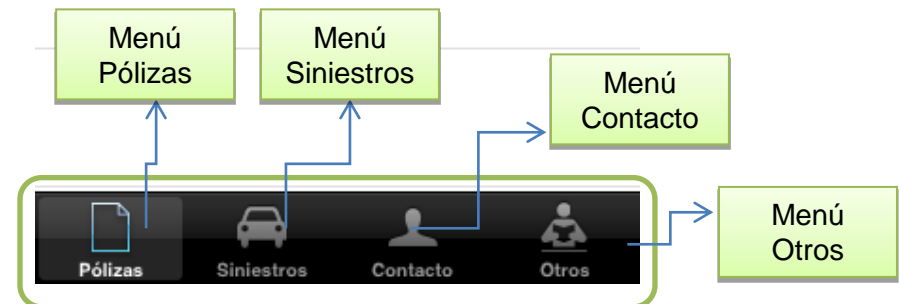 Menú
Pólizas
Menú
Siniestros
Menú
Contacto
Menú
Otros
Pólizas
Siniestros
Contacto
Otros